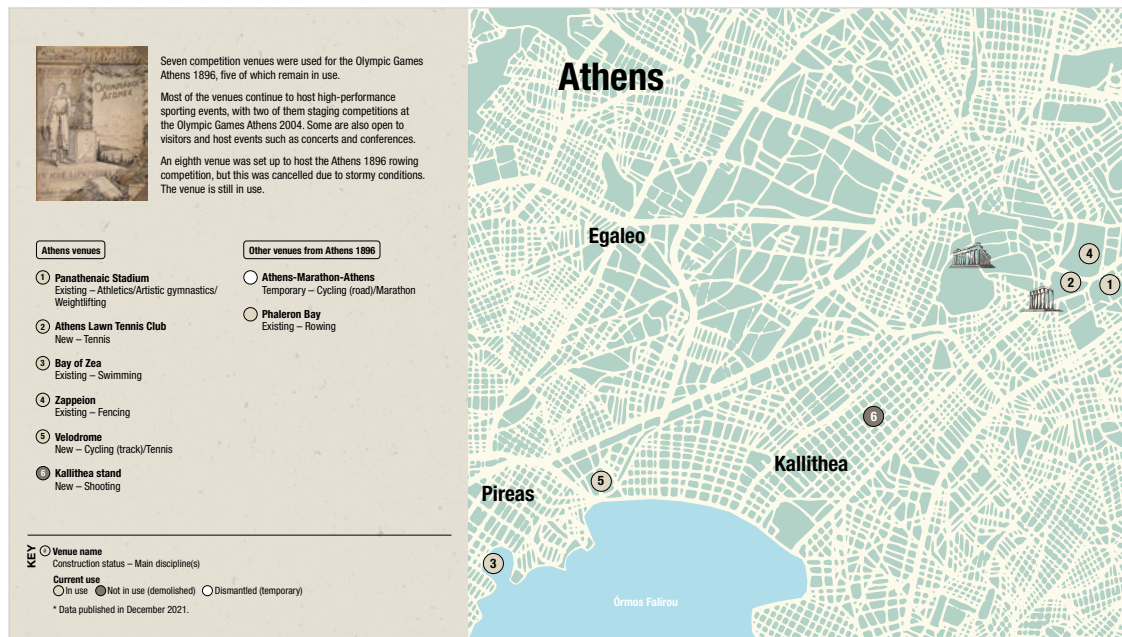 Seven competition venues were used for the Olympic Games
Athens 1896, five of which remain in use.
Most of the venues continue to host high-performance
sporting events, with two of them staging competitions at
the Olympic Games Athens 2004. Some are also open to
visitors and host events such as concerts and conferences.
An eighth venue was set up to host the Athens 1896 rowing
competition, but this was cancelled due to stormy conditions.
The venue is still in use.
Athens venues
1 Panathenaic Stadium
Existing – Athletics/Artistic gymnastics/
Weightlifting
2 Athens Lawn Tennis Club
New – Tennis
3 Bay of Zea
Existing – Swimming
4 Zappeion
Existing – Fencing
5 Velodrome
New – Cycling (track)/Tennis
6 Kallithea stand
New – Shooting
Other venues from Athens 1896
Athens-Marathon-Athens
Temporary – Cycling (road)/Marathon
Phaleron Bay
Existing – Rowing
KEY
Venue name
Construction status – Main discipline(s)
Current use
In use Not in use (demolished) Dismantled (temporary)
* Data published in December 2021.
Athens
Egaleo
4
2
1
6
Kallithea
5
Pireas
3
Órmos Falírou